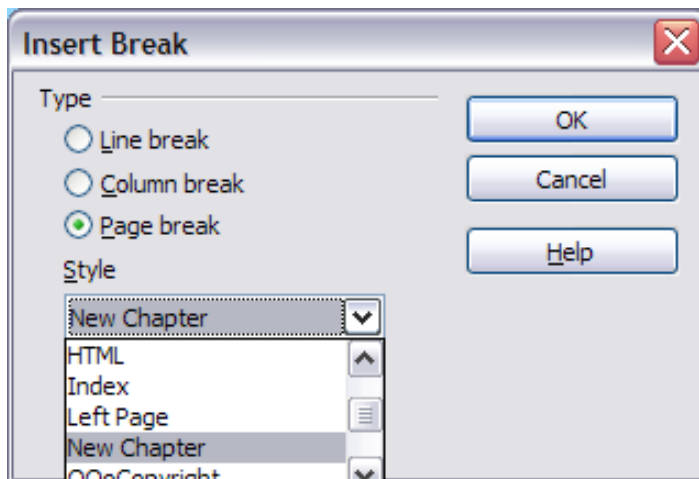 Insert Break
Type
Line break
Column break
Page break
Style
New Chapter
HTML
Index
Left Page
New Chapter
OOoCopyright
OK
Cancel
Help